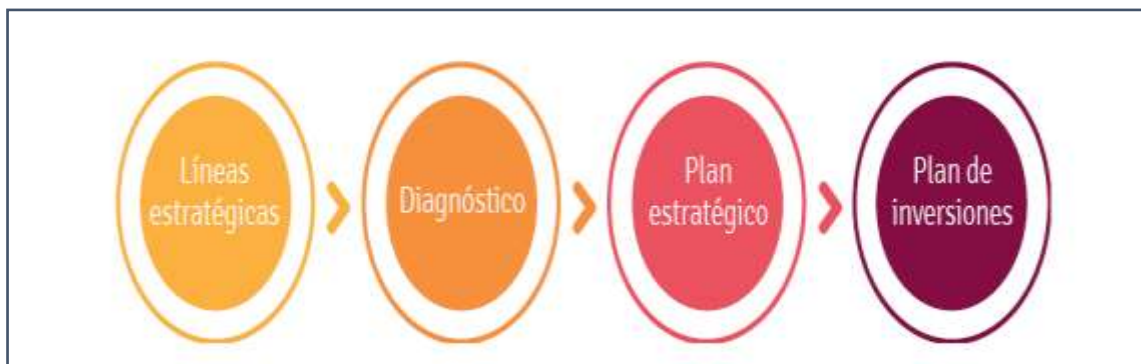 Líneas
estratégicas
Diagnóstico
Plan
estratégico
Plan de
inversiones